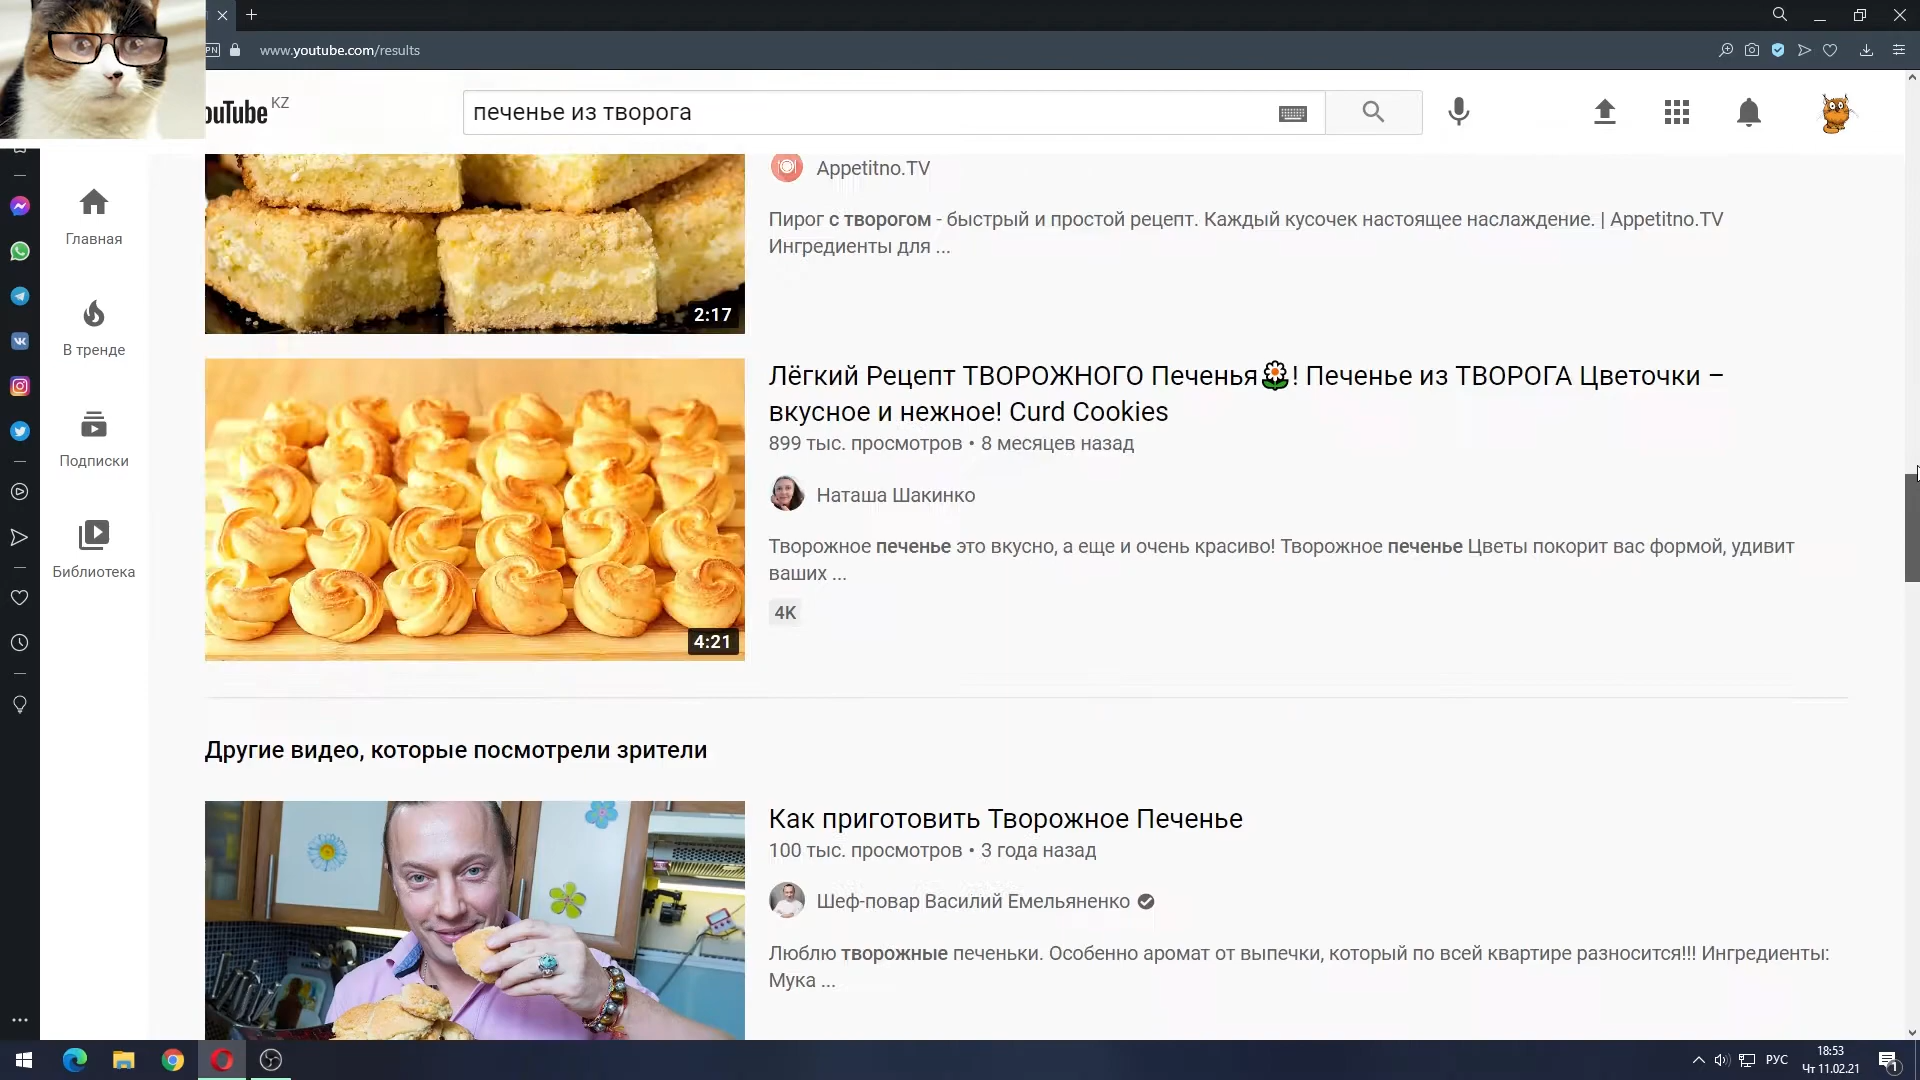 PN www.youtube.com/results
ouTube KZ
печенье из творога
Appetitno.TV
Пирог с творогом - быстрый и простой рецепт. Каждый кусочек настоящее наслаждение. | Appetitno.TV
Ингредиенты для ...
2:17
Главная
В тренде
Подписки
Библиотека
Лёгкий Рецепт ТВОРОЖНОГО Печенья🌼! Печенье из ТВОРОГА Цветочки –
вкусное и нежное! Curd Cookies
899 тыс. просмотров • 8 месяцев назад
Наташа Шакинко
Творожное печенье это вкусно, а еще и очень красиво! Творожное печенье Цветы покорит вас формой, удивит
ваших ...
4K
4:21
Другие видео, которые посмотрели зрители
Как приготовить Творожное Печенье
100 тыс. просмотров • 3 года назад
Шеф-повар Василий Емельяненко
Люблю творожные печеньки. Особенно аромат от выпечки, который по всей квартире разносится!!! Ингредиенты:
Мука ...
РУС
18:53
Чт 11.02.21
1